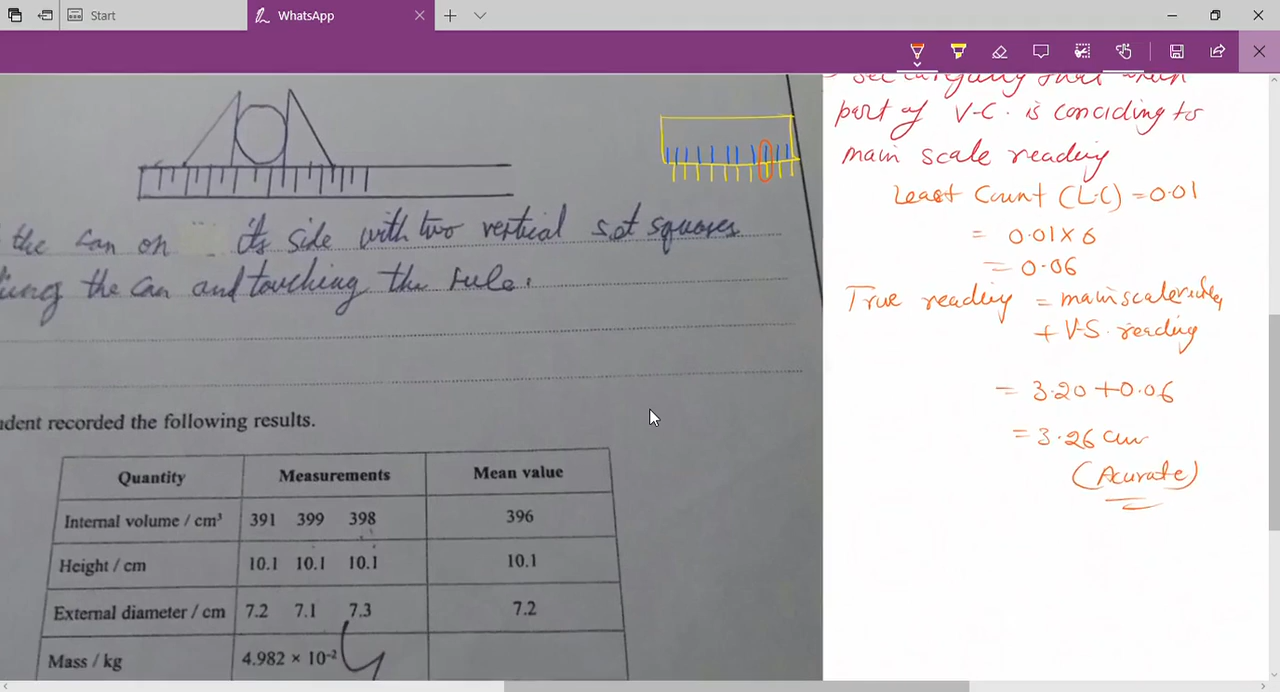 Start
WhatsApp
the can on its side with two vertical set squares
the can and touching the rule.
udent recorded the following results.
Quantity Measurements Mean value
Internal volume / cm³ 391 399 398 396
Height / cm 10.1 10.1 10.1 10.1
External diameter / cm 7.2 7.1 7.3 7.2
Mass / kg 4.982 × 10⁻²
part of V-C. is conciding to
main scale reading
Least Count (L.C) = 0.01
= 0.01 × 6
= 0.06
True reading = main scale
+ V-S. reading
= 3.20 + 0.06
= 3.26 cm
(Acurate)